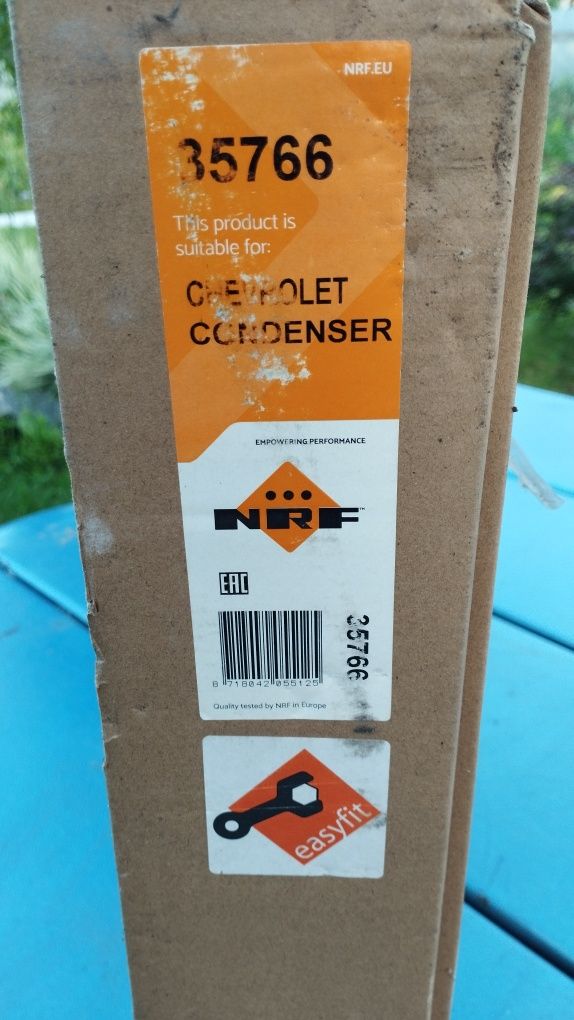 NRF.EU
35766
This product is
suitable for:
CHEVROLET
CONDENSER
EMPOWERING PERFORMANCE
NRF™
EAC
35766
8 718042 055125
Quality tested by NRF in Europe
easyfit